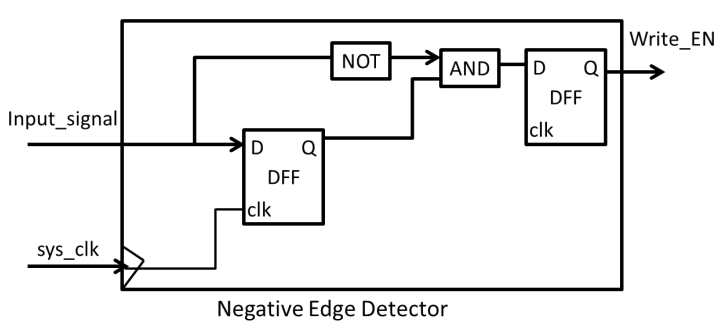 Write_EN
NOT
AND
D Q
DFF
clk
Input_signal
D Q
DFF
clk
sys_clk
Negative Edge Detector